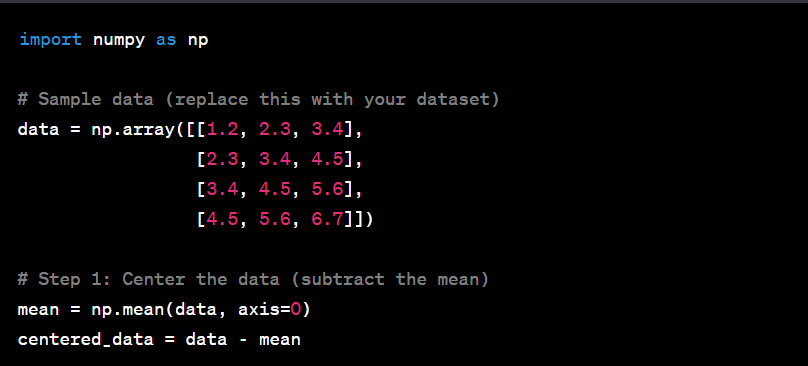 import numpy as np
# Sample data (replace this with your dataset)
data = np.array([[1.2, 2.3, 3.4],
                 [2.3, 3.4, 4.5],
                 [3.4, 4.5, 5.6],
                 [4.5, 5.6, 6.7]])
# Step 1: Center the data (subtract the mean)
mean = np.mean(data, axis=0)
centered_data = data - mean